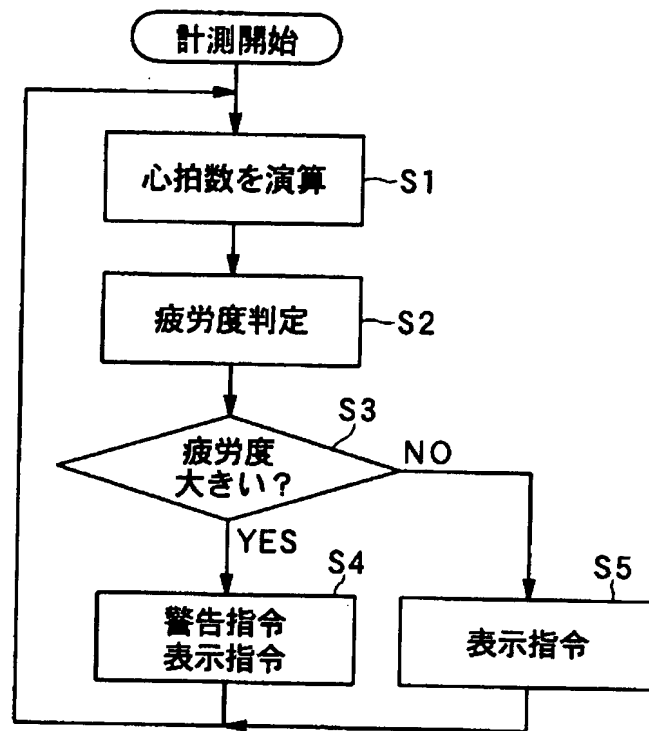 計測開始
心拍数を演算
S1
疲労度判定
S2
S3
疲労度
大きい？
NO
YES
S4
警告指令
表示指令
S5
表示指令